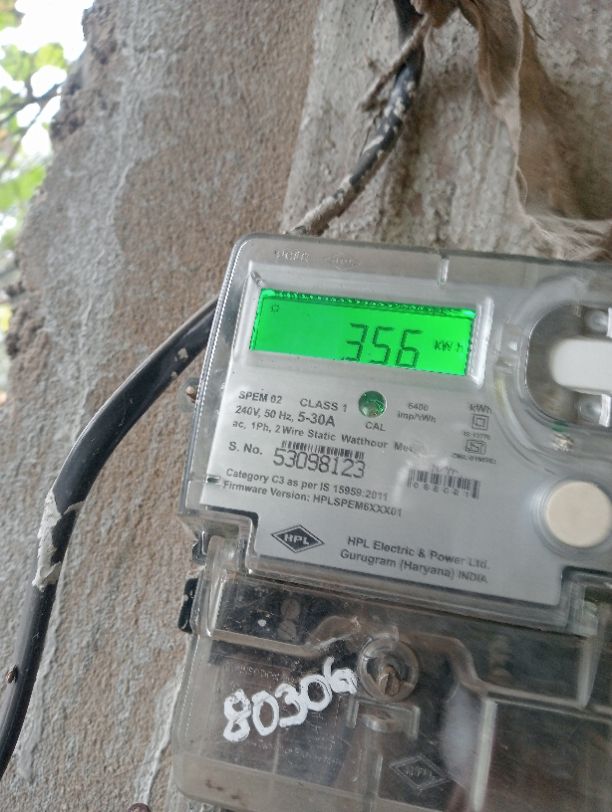 356 kWh
SPEM 02 CLASS 1
6400 imp/kWh
kWh
240V, 50 Hz, 5-30A
CAL
ac, 1Ph, 2 Wire Static Watthour
S. No. 53098123
Category C3 as per IS 15959:2011
Firmware Version: HPLSPEM6XXX01
HPL
HPL Electric & Power Ltd.
Gurugram (Haryana) INDIA
80306
HPL